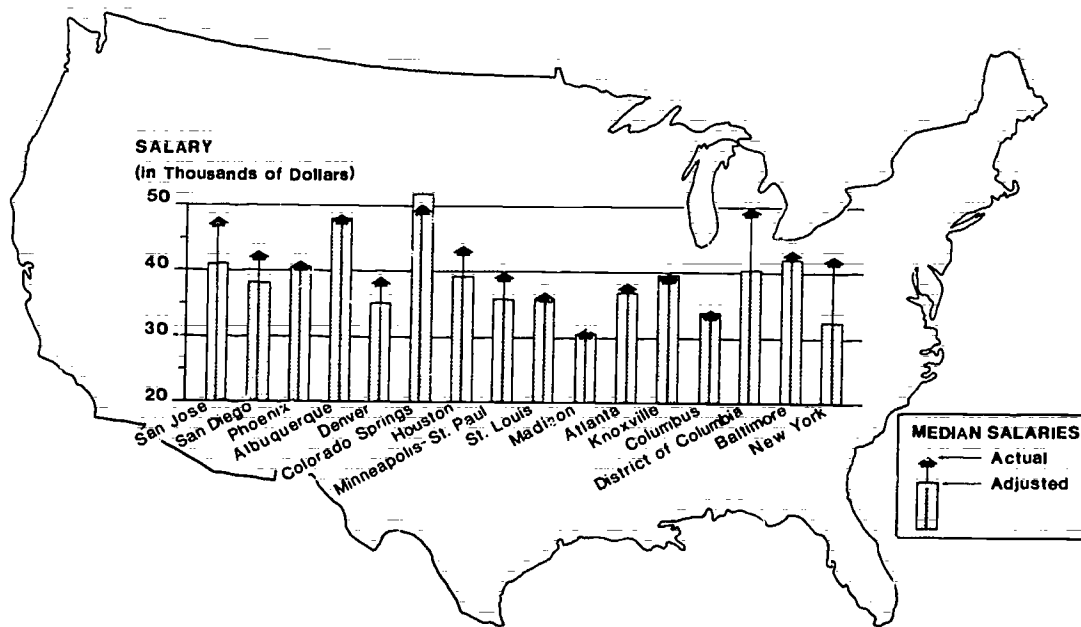 SALARY
(In Thousands of Dollars)
50
40
30
20
San Jose
San Diego
Phoenix
Albuquerque
Denver
Colorado Springs
Houston
Minneapolis-St. Paul
St. Louis
Madison
Atlanta
Knoxville
Columbus
District of Columbia
Baltimore
New York
MEDIAN SALARIES
Actual
Adjusted